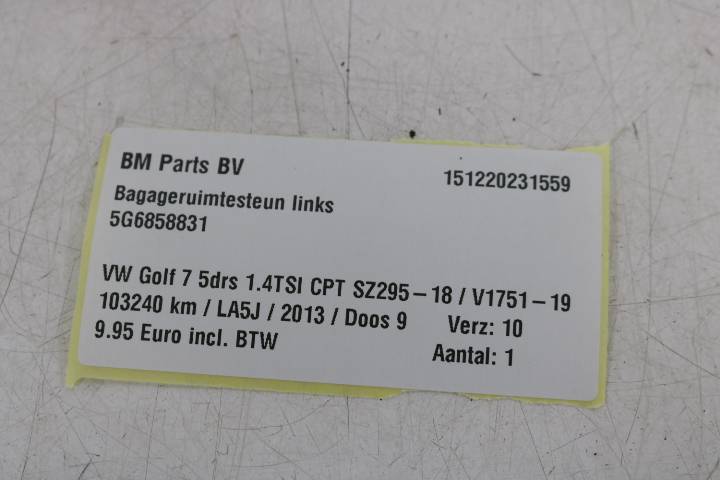 BM Parts BV 151220231559
Bagageruimtesteun links
5G6858831
VW Golf 7 5drs 1.4TSI CPT SZ295-18 / V1751-19
103240 km / LA5J / 2013 / Doos 9 Verz: 10
9.95 Euro incl. BTW Aantal: 1